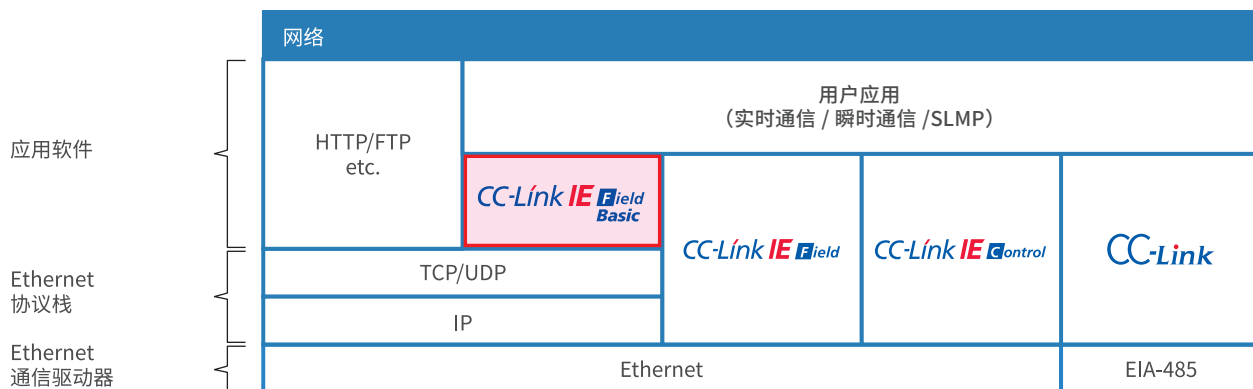 网络
应用软件
HTTP/FTP
etc.
用户应用
（实时通信 / 瞬时通信 /SLMP）
CC-Link IE Field
Basic
CC-Link IE Field
CC-Link IE Control
CC-Link
Ethernet
协议栈
TCP/UDP
IP
Ethernet
通信驱动器
Ethernet
EIA-485